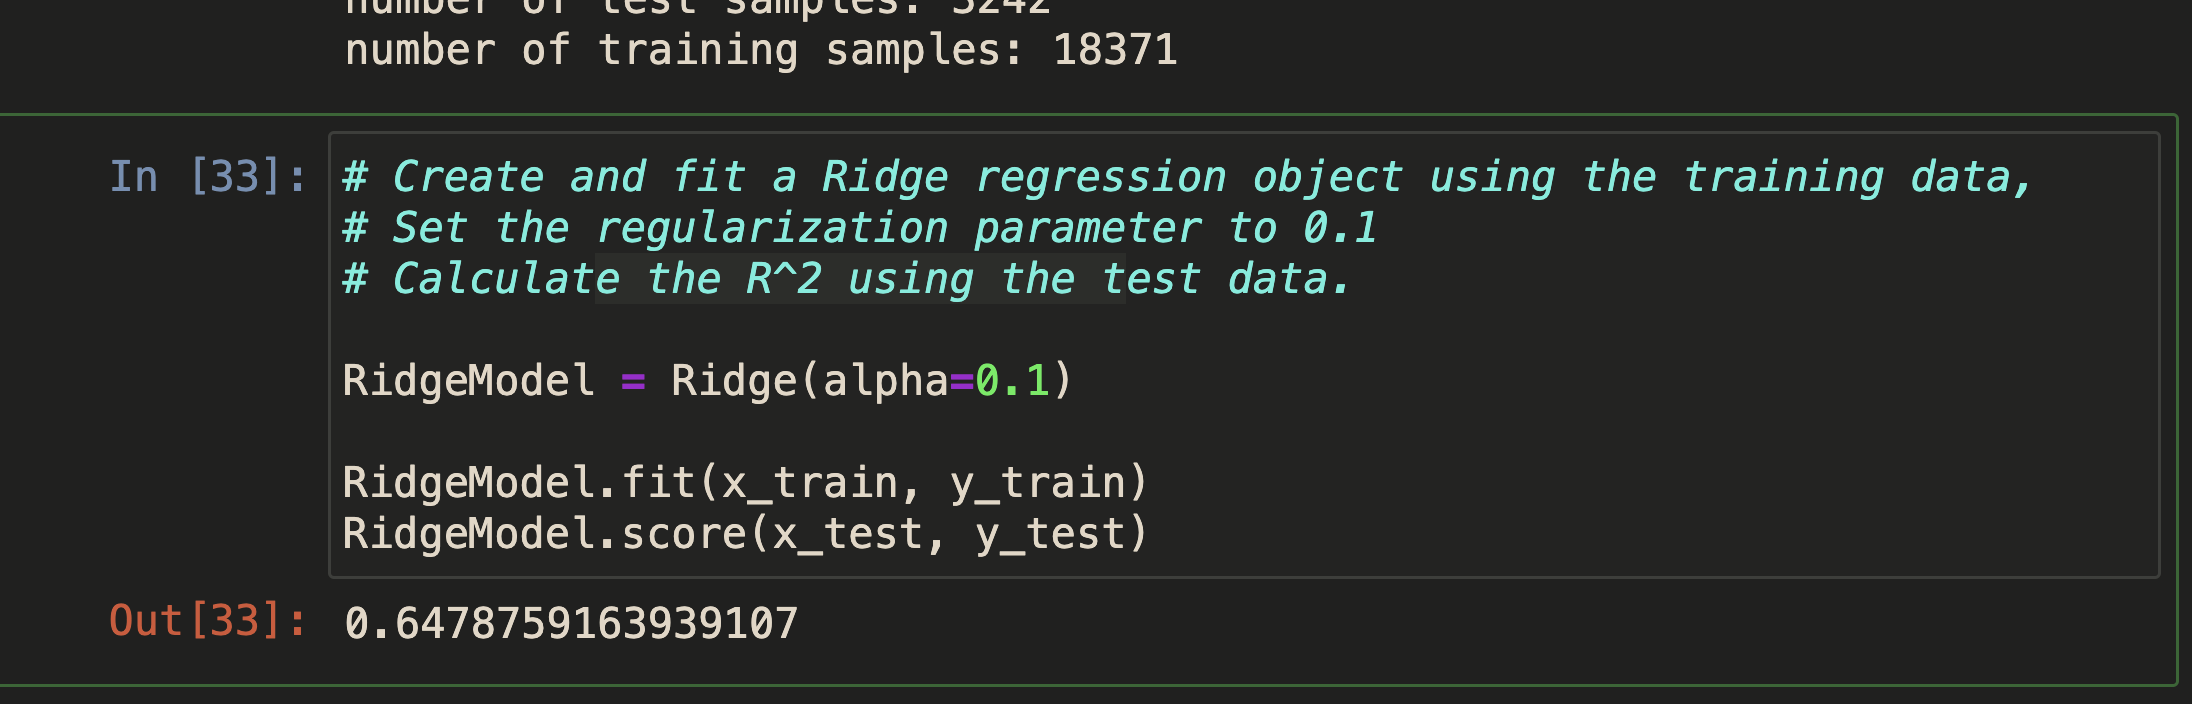 number of test samples: 3242
number of training samples: 18371
In [33]:
# Create and fit a Ridge regression object using the training data,
# Set the regularization parameter to 0.1
# Calculate the R^2 using the test data.
RidgeModel = Ridge(alpha=0.1)
RidgeModel.fit(x_train, y_train)
RidgeModel.score(x_test, y_test)
Out[33]: 0.6478759163939107